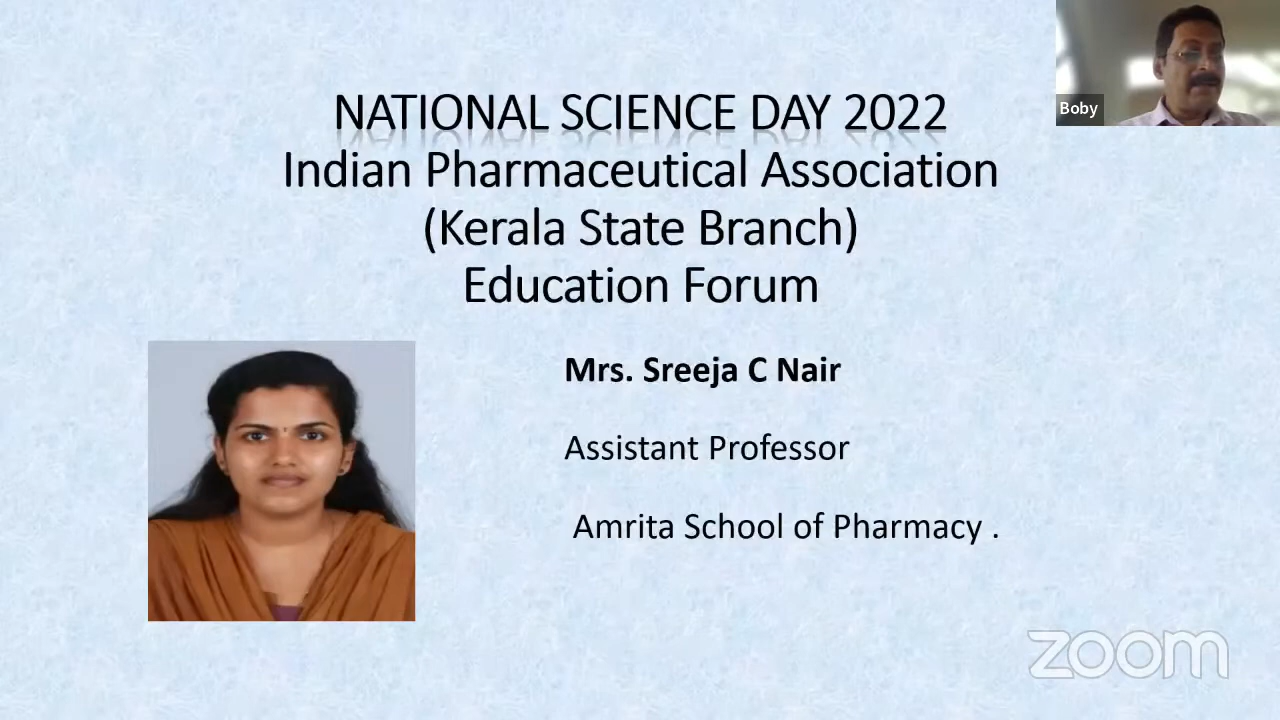 NATIONAL SCIENCE DAY 2022
Indian Pharmaceutical Association
(Kerala State Branch)
Education Forum
Boby
Mrs. Sreeja C Nair
Assistant Professor
Amrita School of Pharmacy .
zoom